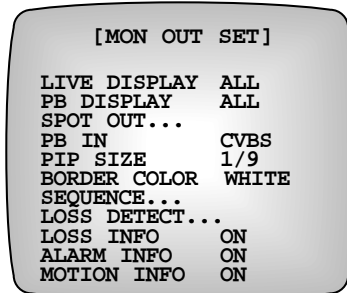 [MON OUT SET]
LIVE DISPLAY ALL
PB DISPLAY ALL
SPOT OUT...
PB IN CVBS
PIP SIZE 1/9
BORDER COLOR WHITE
SEQUENCE...
LOSS DETECT...
LOSS INFO ON
ALARM INFO ON
MOTION INFO ON